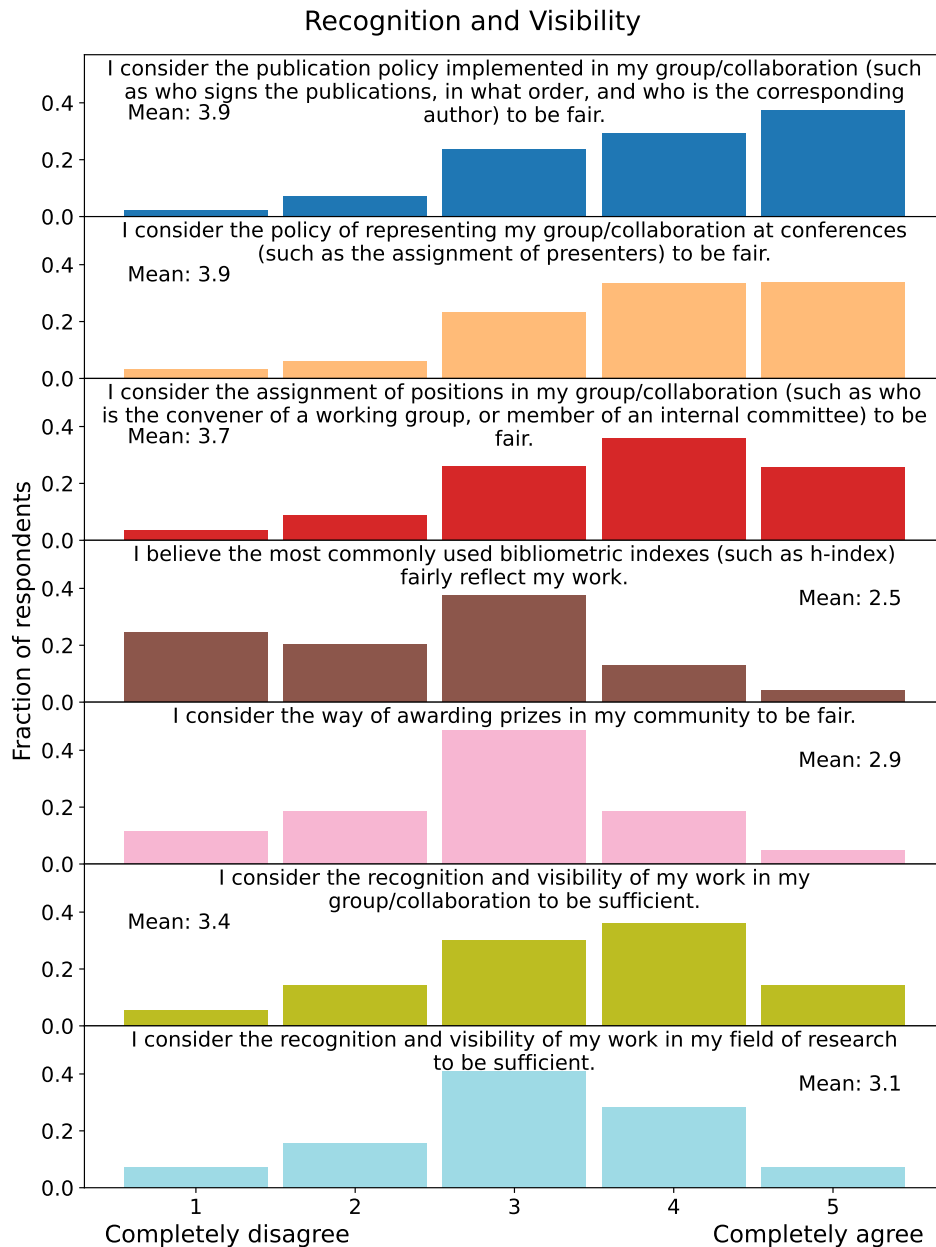 Recognition and Visibility
I consider the publication policy implemented in my group/collaboration (such
as who signs the publications, in what order, and who is the corresponding
author) to be fair.
Mean: 3.9
0.4
0.2
0.0
I consider the policy of representing my group/collaboration at conferences
(such as the assignment of presenters) to be fair.
Mean: 3.9
0.4
0.2
0.0
I consider the assignment of positions in my group/collaboration (such as who
is the convener of a working group, or member of an internal committee) to be
fair.
Mean: 3.7
0.4
0.2
0.0
Fraction of respondents
I believe the most commonly used bibliometric indexes (such as h-index)
fairly reflect my work.
Mean: 2.5
0.4
0.2
0.0
I consider the way of awarding prizes in my community to be fair.
Mean: 2.9
0.4
0.2
0.0
I consider the recognition and visibility of my work in my
group/collaboration to be sufficient.
Mean: 3.4
0.4
0.2
0.0
I consider the recognition and visibility of my work in my field of research
to be sufficient.
Mean: 3.1
0.4
0.2
0.0
1 2 3 4 5
Completely disagree Completely agree